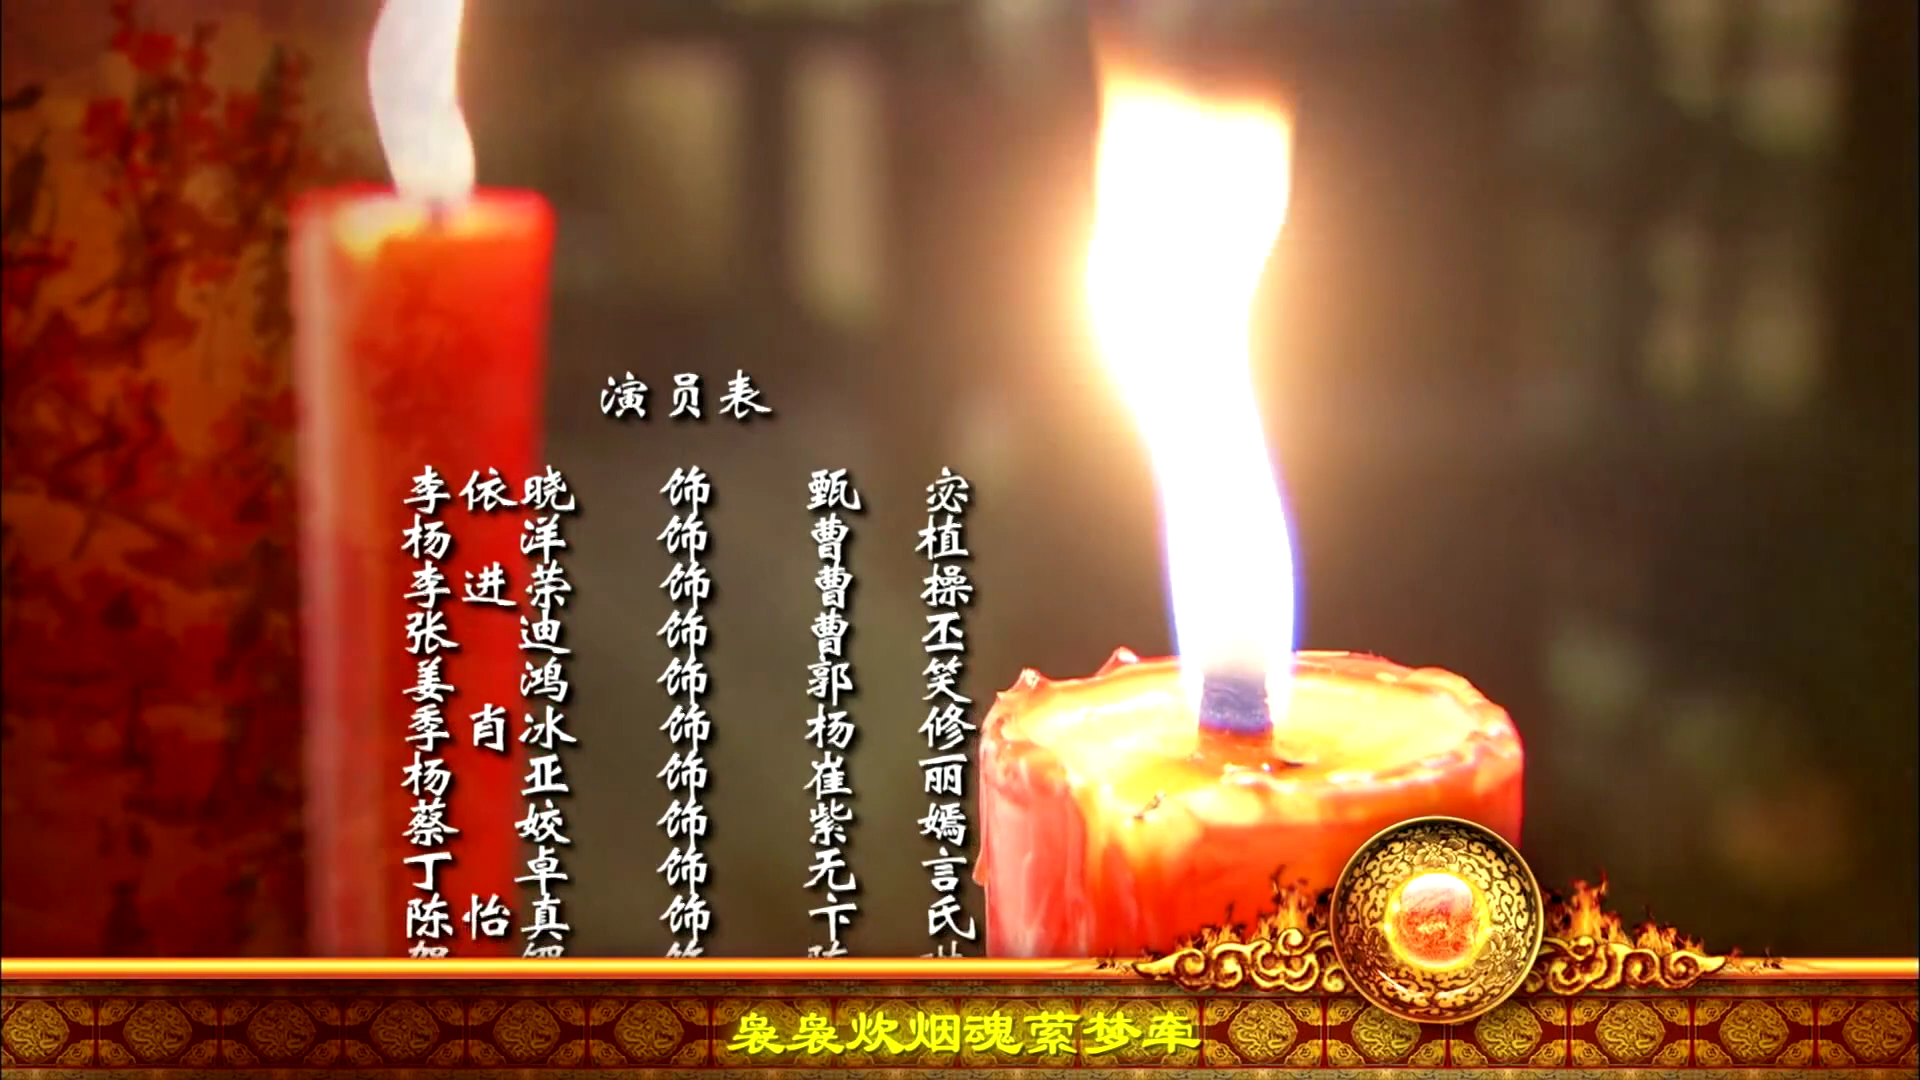 演员表
李依晓 饰 甄宓
杨洋 饰 曹植
李进荣 饰 曹操
张迪 饰 曹丕
姜鸿 饰 郭笑
季肖冰 饰 杨修
杨亚 饰 崔丽
蔡姣 饰 紫嫣
丁卓 饰 无言
陈怡真 饰 卞氏
袅袅炊烟魂萦梦牵